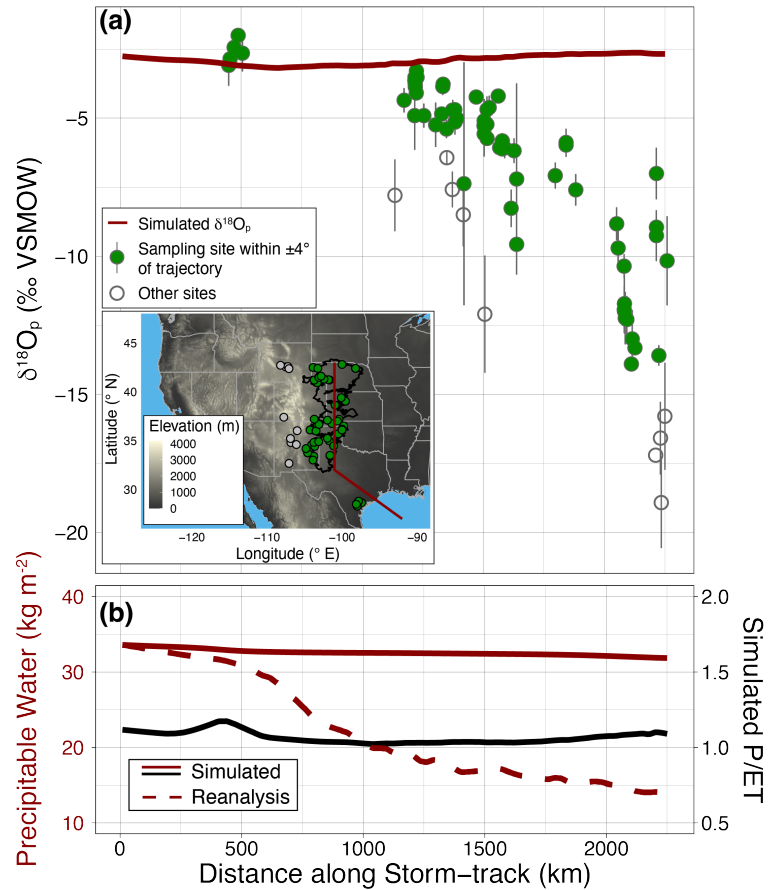 (a)
−5
−10
−15
−20
δ¹⁸Oₚ (‰ VSMOW)
Simulated δ¹⁸Oₚ
Sampling site within ±4°
of trajectory
Other sites
45
40
35
30
Latitude (° N)
Elevation (m)
4000
3000
2000
1000
0
−120
−110
−100
−90
Longitude (° E)
(b)
40
30
20
10
Precipitable Water (kg m⁻²)
2.0
1.5
1.0
0.5
Simulated P/ET
Simulated
Reanalysis
0
500
1000
1500
2000
Distance along Storm−track (km)